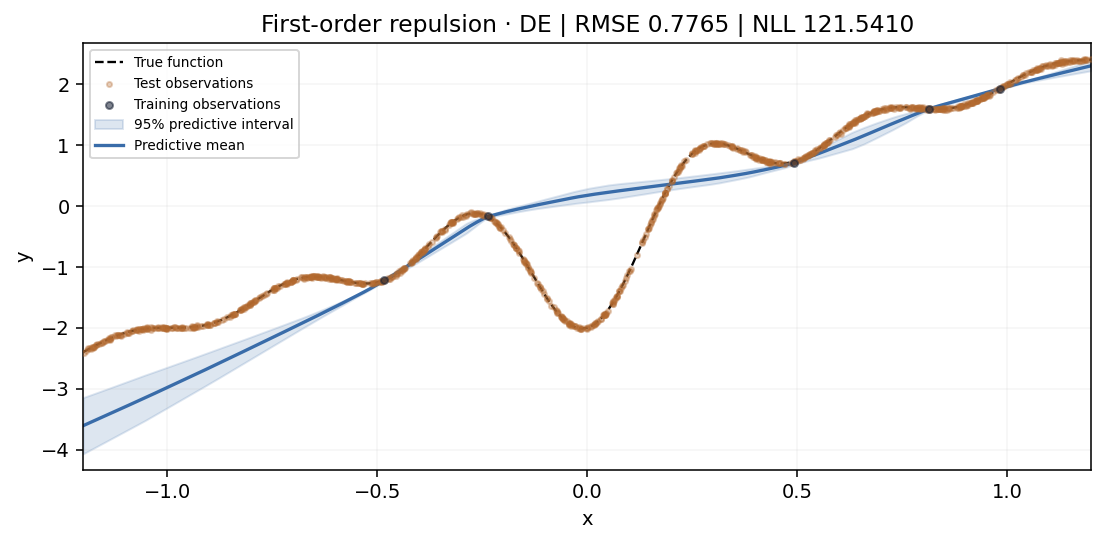 First-order repulsion · DE | RMSE 0.7765 | NLL 121.5410
True function
Test observations
Training observations
95% predictive interval
Predictive mean
y
2
1
0
−1
−2
−3
−4
−1.0 −0.5 0.0 0.5 1.0
x